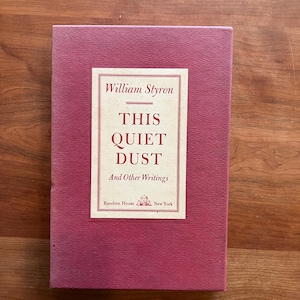 William Styron
THIS
QUIET
DUST
And Other Writings
Random House New York